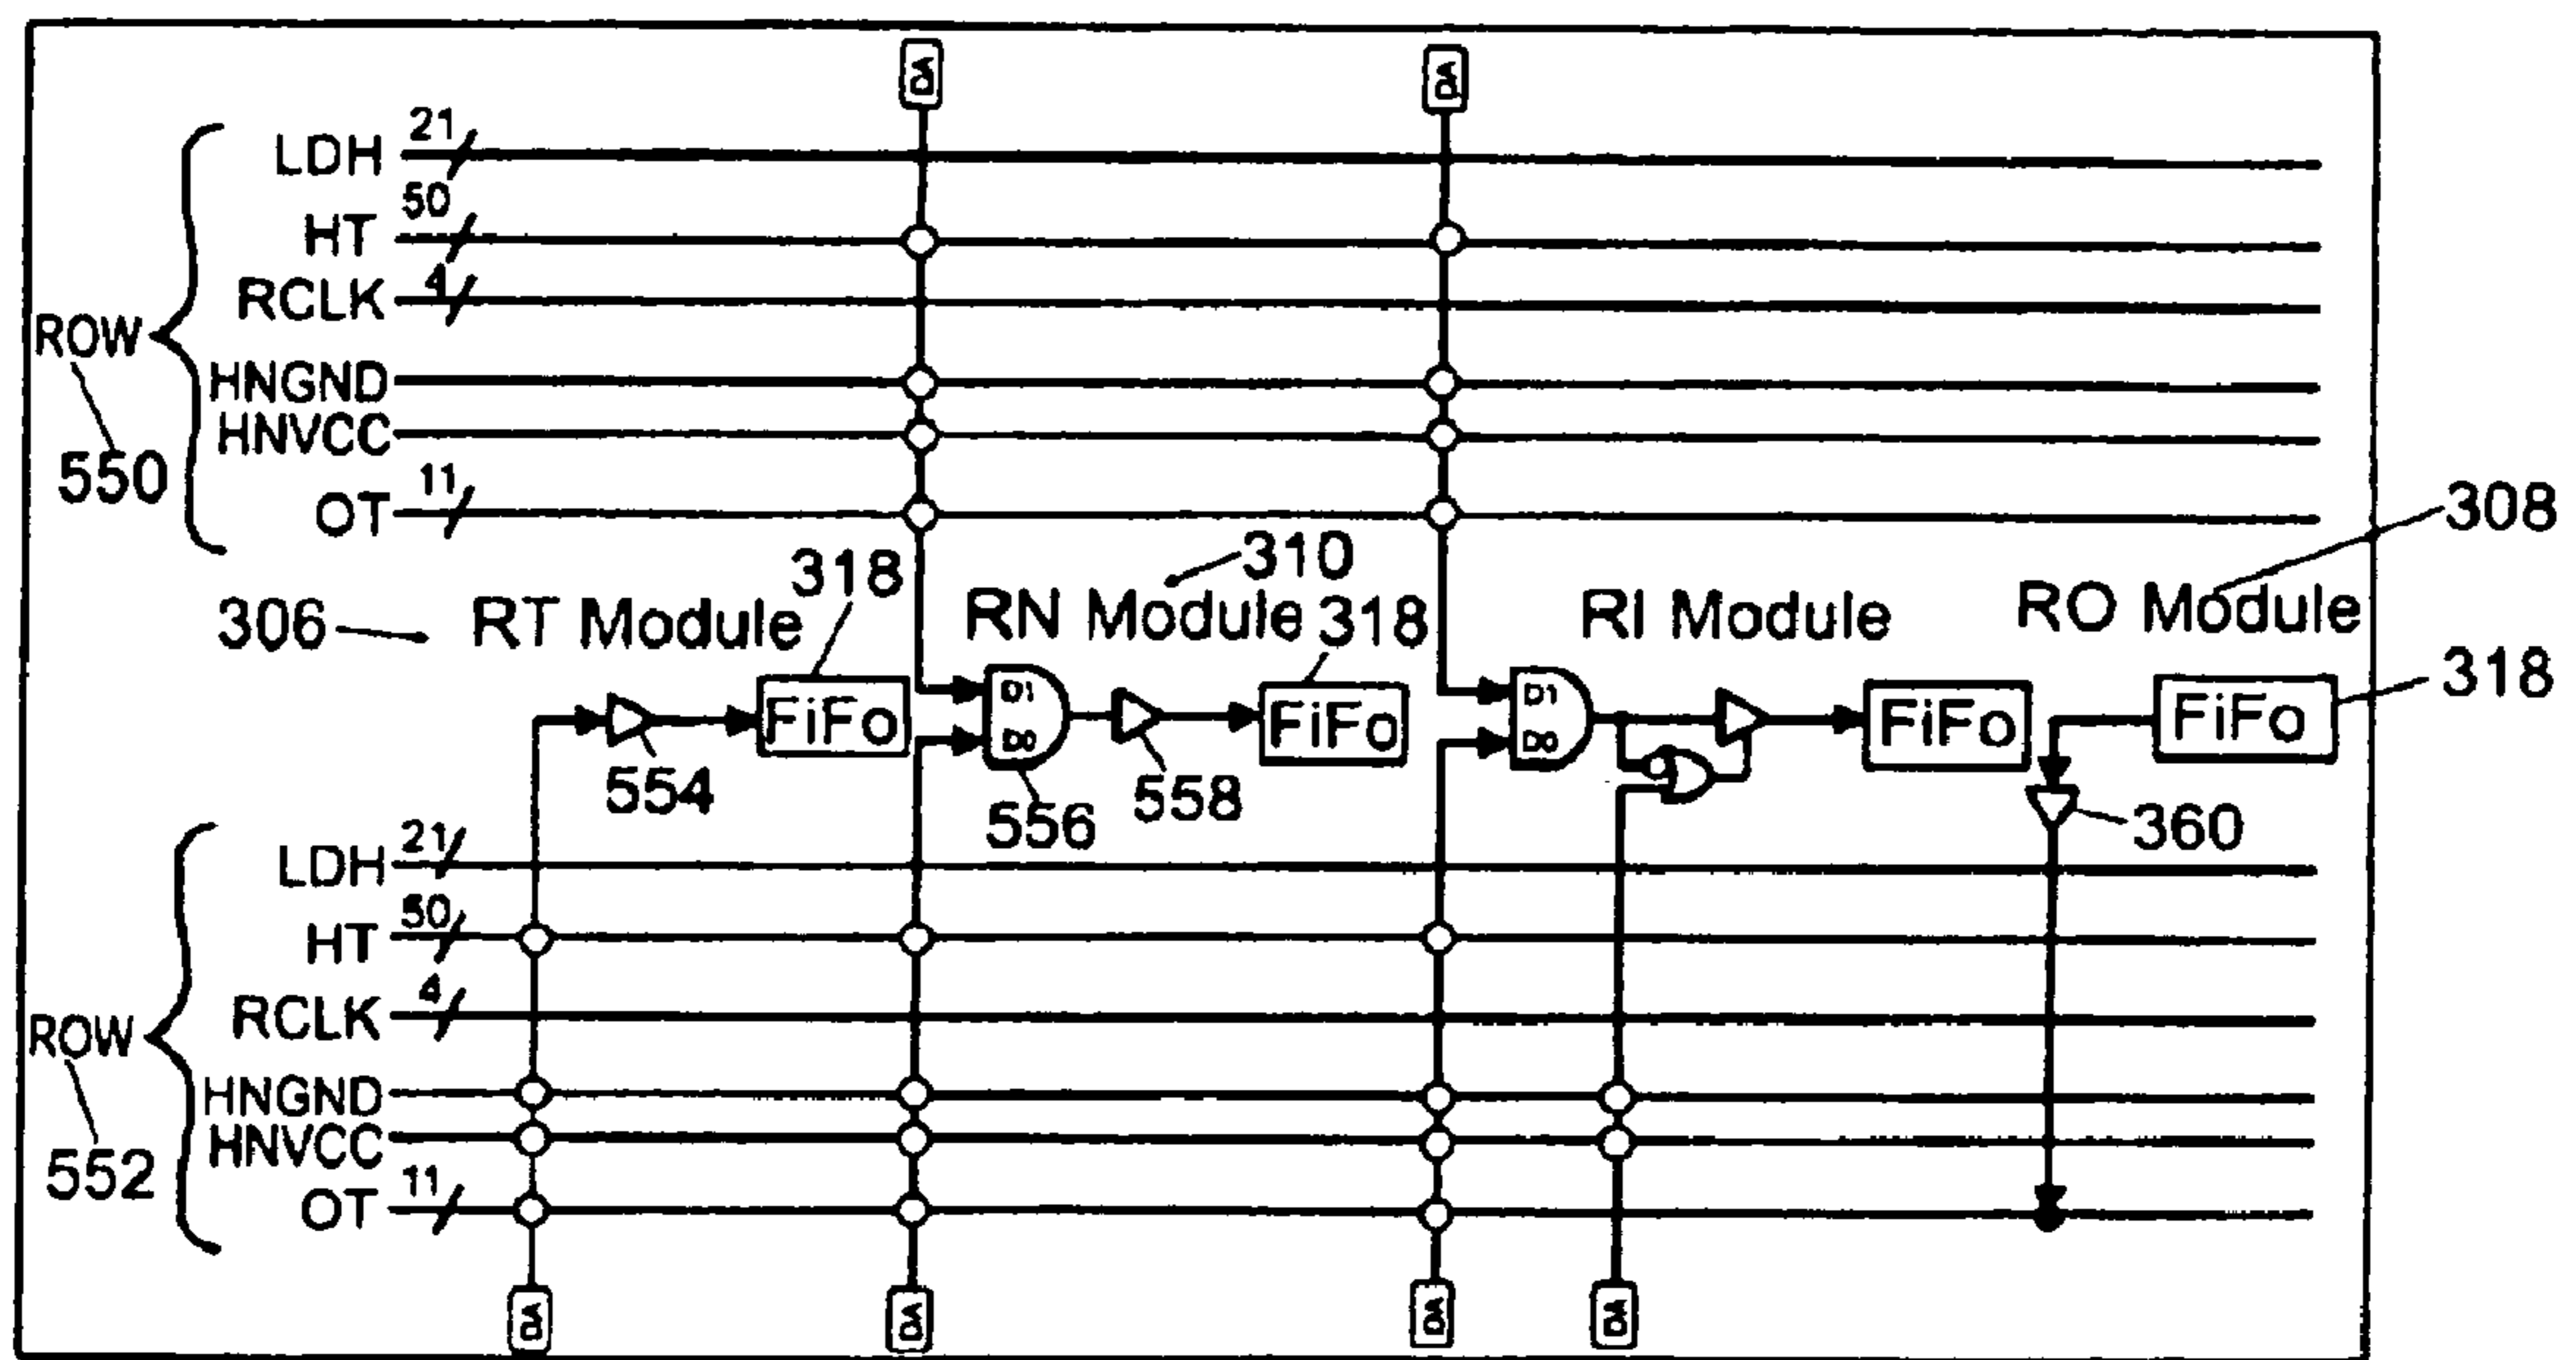 DA DA
21
LDH
50
HT
4
RCLK
ROW
HNGND
HNVCC
550
11
OT
308
318 310
306 RT Module RN Module 318 RI Module RO Module
318
D1 D1
FiFo FiFo FiFo FiFo
D0 D0
554 556 558 360
21
LDH
50
HT
4
RCLK
ROW
HNGND
HNVCC
552
11
OT
DA DA DA DA